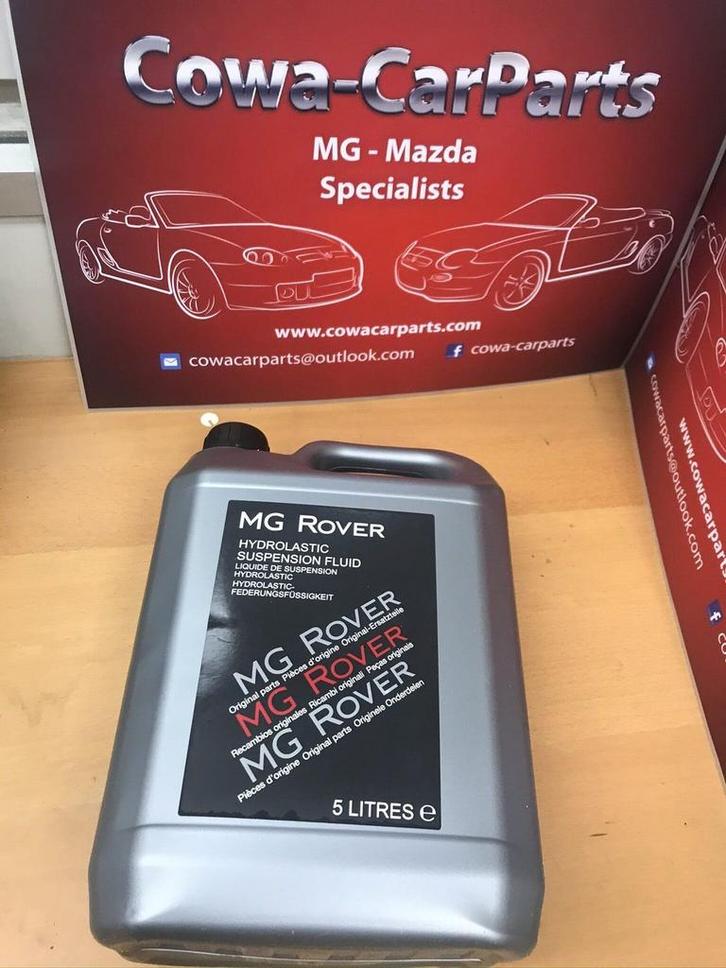 Cowa-CarParts
MG - Mazda
Specialists
www.cowacarparts.com
cowacarparts@outlook.com
f cowa-carparts
www.cowacarparts
cowacarparts@outlook.com
f
MG ROVER
HYDROLASTIC
SUSPENSION FLUID
LIQUIDE DE SUSPENSION
HYDROLASTIC
HYDROLASTIC-
FEDERUNGSFÜSSIGKEIT
MG ROVER
Original parts Pièces d'origine Original-Ersatzteile
MG ROVER
Recambios originales Ricambi originali Peças originais
MG ROVER
Pièces d'origine Original parts Originele Onderdelen
5 LITRES e